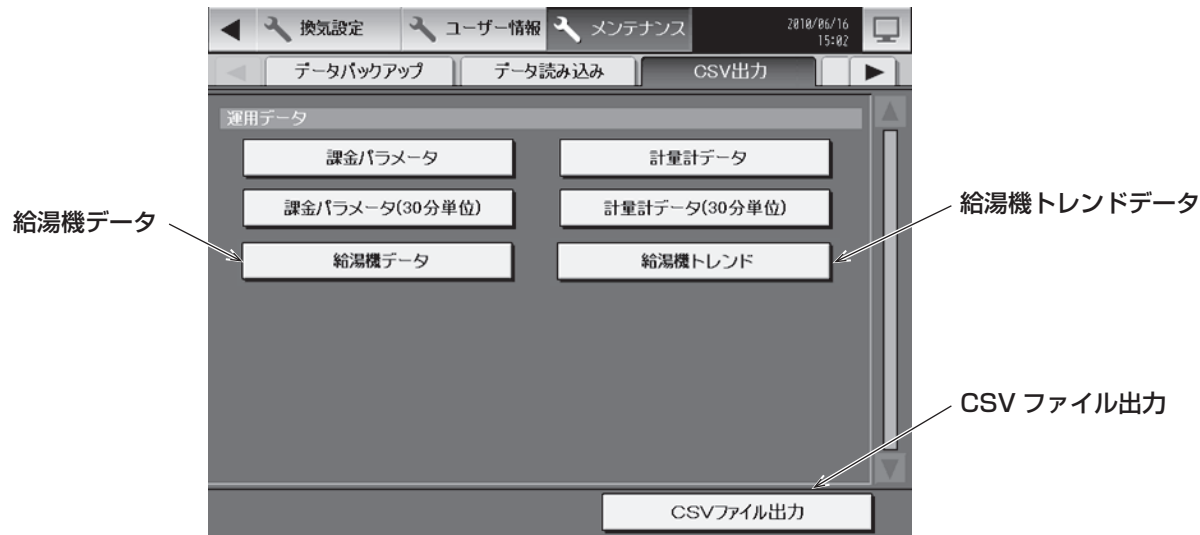 換気設定 ユーザー情報 メンテナンス 2010/06/16
15:02
データバックアップ データ読み込み CSV出力
運用データ
課金パラメータ 計量計データ
課金パラメータ(30分単位) 計量計データ(30分単位)
給湯機データ 給湯機トレンド
給湯機データ
給湯機トレンドデータ
CSV ファイル出力
CSVファイル出力